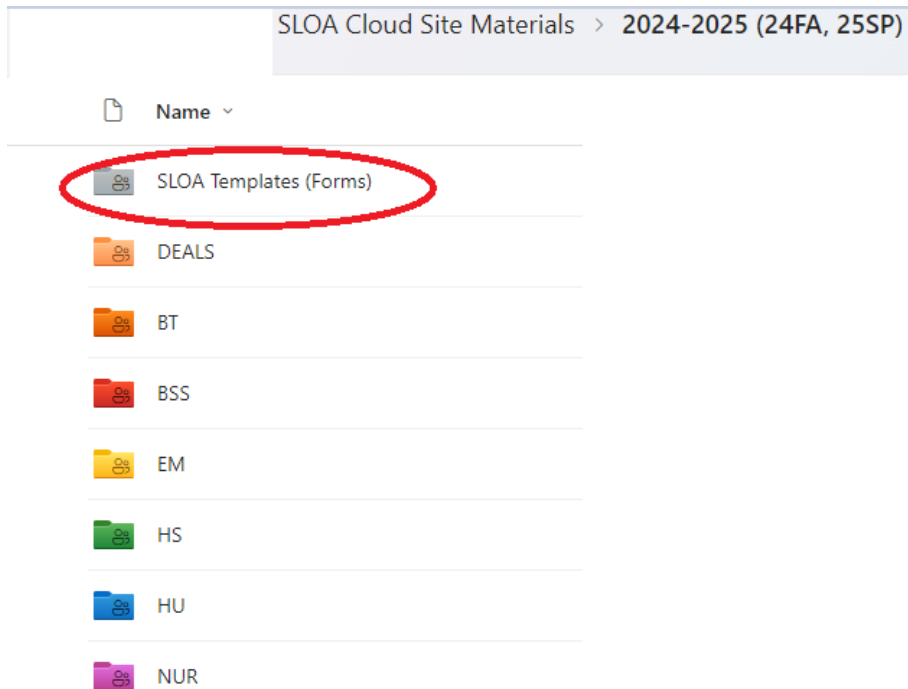 SLOA Cloud Site Materials > 2024-2025 (24FA, 25SP)
Name
SLOA Templates (Forms)
DEALS
BT
BSS
EM
HS
HU
NUR